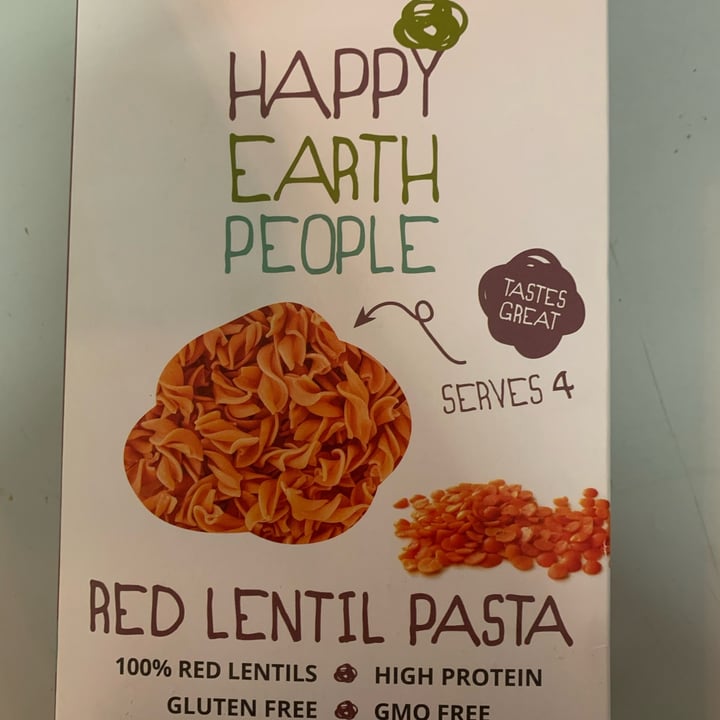 HAPPY
EARTH
PEOPLE
TASTES
GREAT
SERVES 4
RED LENTIL PASTA
100% RED LENTILS HIGH PROTEIN
GLUTEN FREE GMO FREE